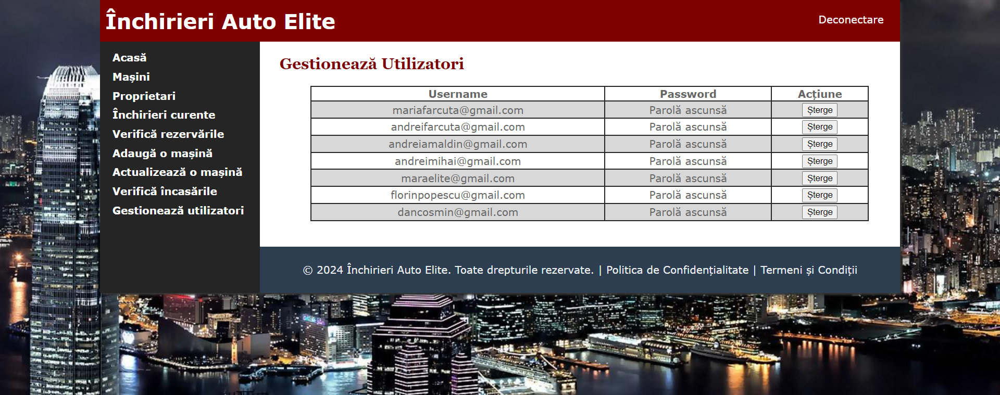 Închirieri Auto Elite
Deconectare
Acasă
Mașini
Proprietari
Închirieri curente
Verifică rezervările
Adaugă o mașină
Actualizează o mașină
Verifică încasările
Gestionează utilizatori
Gestionează Utilizatori
Username Password Acțiune
mariafarcuta@gmail.com Parolă ascunsă Șterge
andreifarcuta@gmail.com Parolă ascunsă Șterge
andreiamaldin@gmail.com Parolă ascunsă Șterge
andreimihai@gmail.com Parolă ascunsă Șterge
maraelite@gmail.com Parolă ascunsă Șterge
florinpopescu@gmail.com Parolă ascunsă Șterge
dancosmin@gmail.com Parolă ascunsă Șterge
© 2024 Închirieri Auto Elite. Toate drepturile rezervate. | Politica de Confidențialitate | Termeni și Condiții